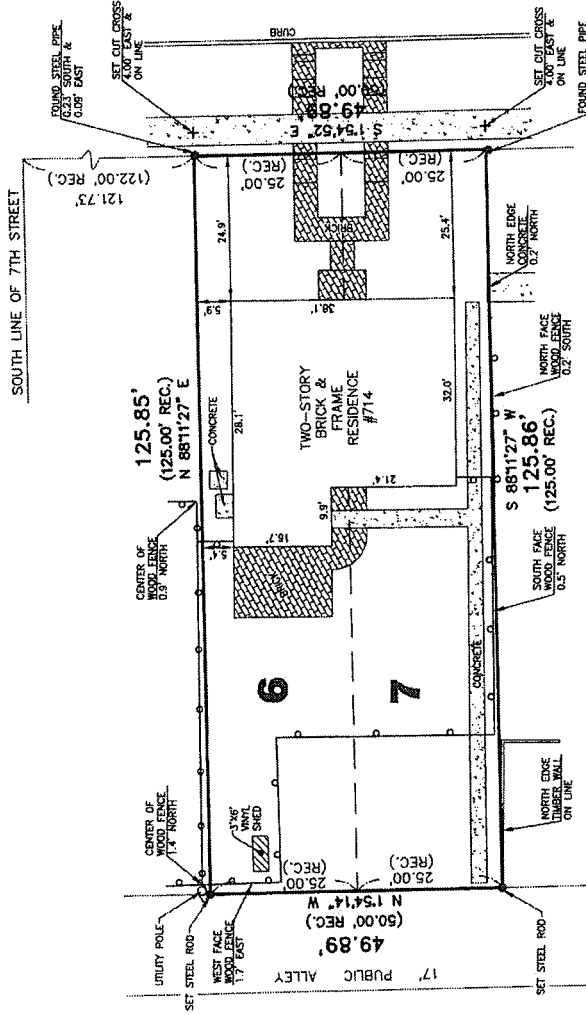 SOUTH LINE OF 7TH STREET
121.73'
(122.00' REC.)
FOUND STEEL PIPE
0.23 SOUTH &
0.09' EAST
SET CUT CROSS
4.00' EAST &
ON LINE
CURB
S 1°54'52" E
49.89'
(50.00' REC.)
25.00'
(REC.)
25.00'
(REC.)
SET CUT CROSS
4.00' EAST &
ON LINE
FOUND STEEL PIPE
125.85'
(125.00' REC.)
N 88°11'27" E
24.9'
5.9'
38.1'
25.4'
BRICK
NORTH EDGE
CONCRETE
0.2' NORTH
TWO-STORY
BRICK &
FRAME
RESIDENCE
#714
28.1'
32.0'
21.4'
9.9'
16.7'
5.4'
CONCRETE
NORTH FACE
WOOD FENCE
0.2' SOUTH
S 88°11'27" W
125.86'
(125.00' REC.)
CENTER OF
WOOD FENCE
0.9' NORTH
SOUTH FACE
WOOD FENCE
0.5' NORTH
6
7
CONCRETE
3'X6'
VINYL
SHED
CENTER OF
WOOD FENCE
1.4' NORTH
UTILITY POLE
SET STEEL ROD
WEST FACE
WOOD FENCE
1.7' EAST
25.00'
(REC.)
25.00'
(REC.)
N 1°54'14" W
(50.00' REC.)
49.89'
17' PUBLIC ALLEY
NORTH EDGE
TIMBER WALL
ON LINE
SET STEEL ROD